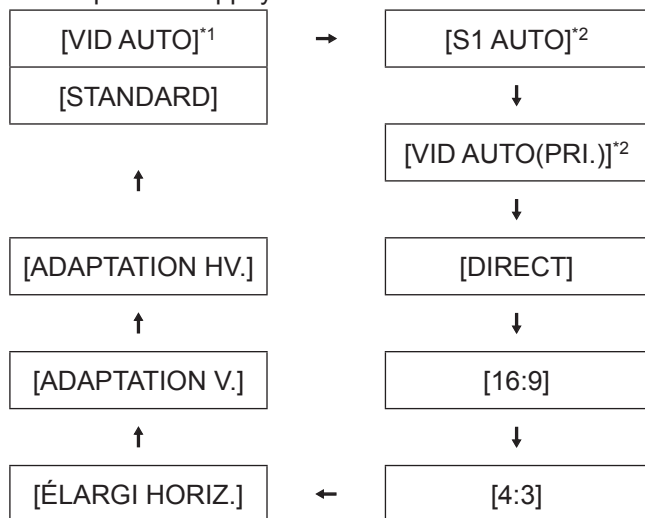 [VID AUTO]*1 → [S1 AUTO]*2
[STANDARD] ↓
[VID AUTO(PRI.)]*2
↑ ↓
[ADAPTATION HV.] [DIRECT]
↑ ↓
[ADAPTATION V.] [16:9]
↑ ↓
[ÉLARGI HORIZ.] ← [4:3]